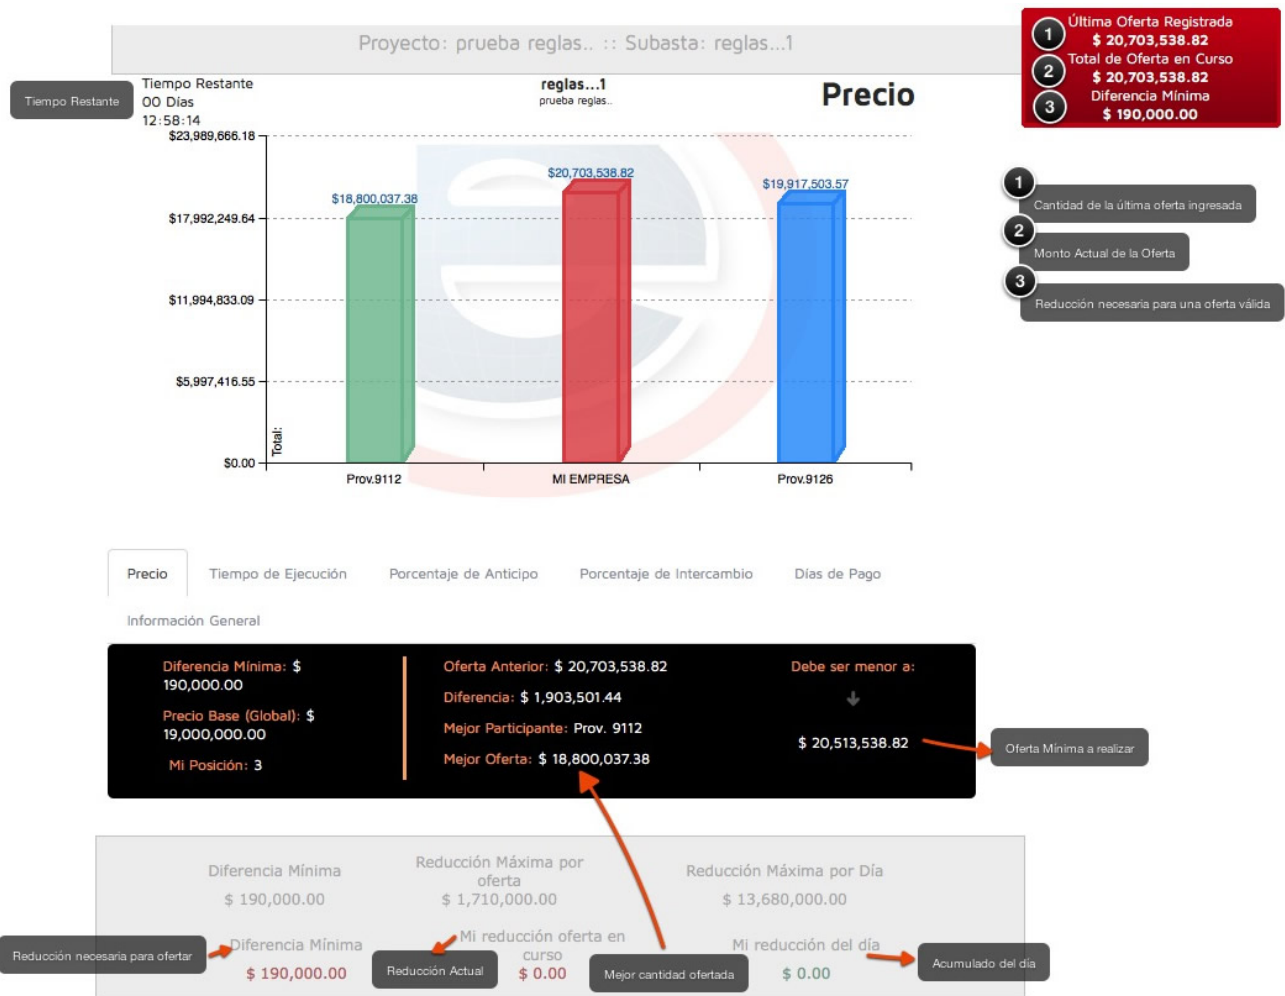 Proyecto: prueba reglas.. :: Subasta: reglas...1
1
Última Oferta Registrada
$ 20,703,538.82
2
Total de Oferta en Curso
$ 20,703,538.82
3
Diferencia Mínima
$ 190,000.00
Tiempo Restante
Tiempo Restante
00 Días
12:58:14
reglas...1
prueba reglas..
Precio
$23,989,666.18
$17,992,249.64
$11,994,833.09
$5,997,416.55
$0.00
Total:
$18,800,037.38
$20,703,538.82
$19,917,503.57
Prov.9112
MI EMPRESA
Prov.9126
1
Cantidad de la última oferta ingresada
2
Monto Actual de la Oferta
3
Reducción necesaria para una oferta válida
Precio
Tiempo de Ejecución
Porcentaje de Anticipo
Porcentaje de Intercambio
Días de Pago
Información General
Diferencia Mínima: $
190,000.00
Precio Base (Global): $
19,000,000.00
Mi Posición: 3
Oferta Anterior: $ 20,703,538.82
Diferencia: $ 1,903,501.44
Mejor Participante: Prov. 9112
Mejor Oferta: $ 18,800,037.38
Debe ser menor a:
$ 20,513,538.82
Oferta Mínima a realizar
Diferencia Mínima
$ 190,000.00
Reducción Máxima por
oferta
$ 1,710,000.00
Reducción Máxima por Día
$ 13,680,000.00
Reducción necesaria para ofertar
Diferencia Mínima
$ 190,000.00
Reducción Actual
Mi reducción oferta en
curso
$ 0.00
Mejor cantidad ofertada
Mi reducción del día
$ 0.00
Acumulado del día